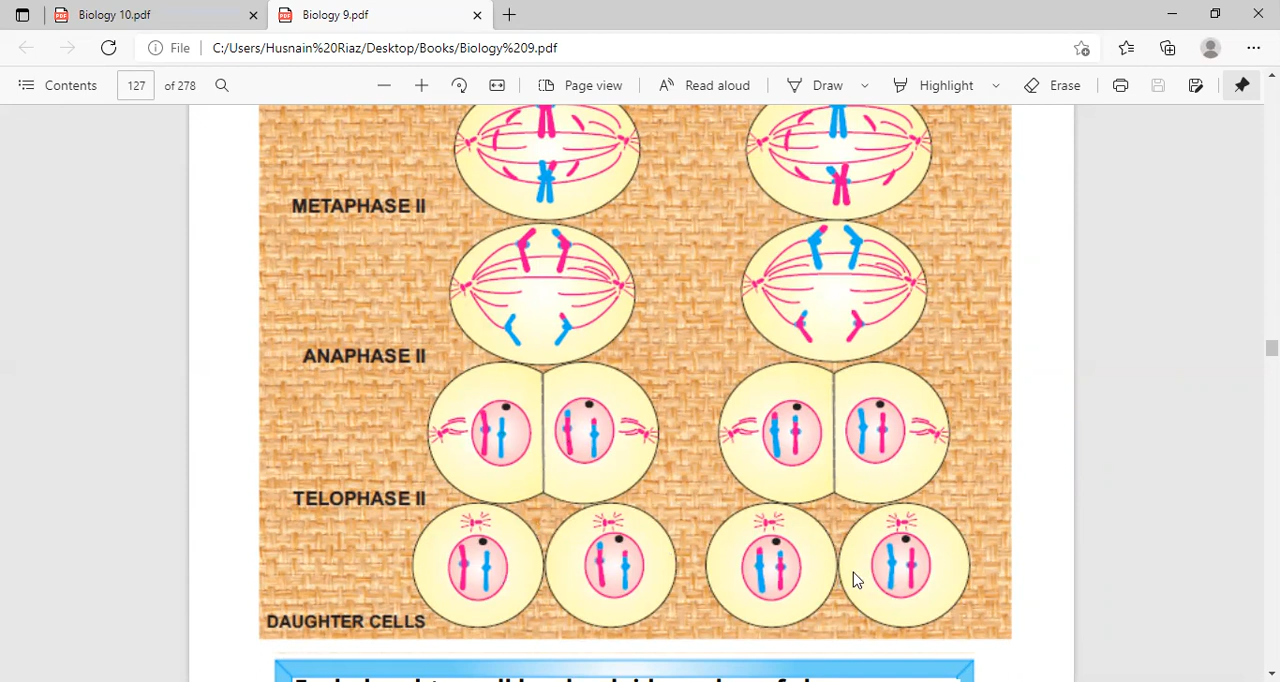 Biology 10.pdf
Biology 9.pdf
File C:/Users/Husnain%20Riaz/Desktop/Books/Biology%209.pdf
Contents 127 of 278 Page view Read aloud Draw Highlight Erase
METAPHASE II
ANAPHASE II
TELOPHASE II
DAUGHTER CELLS